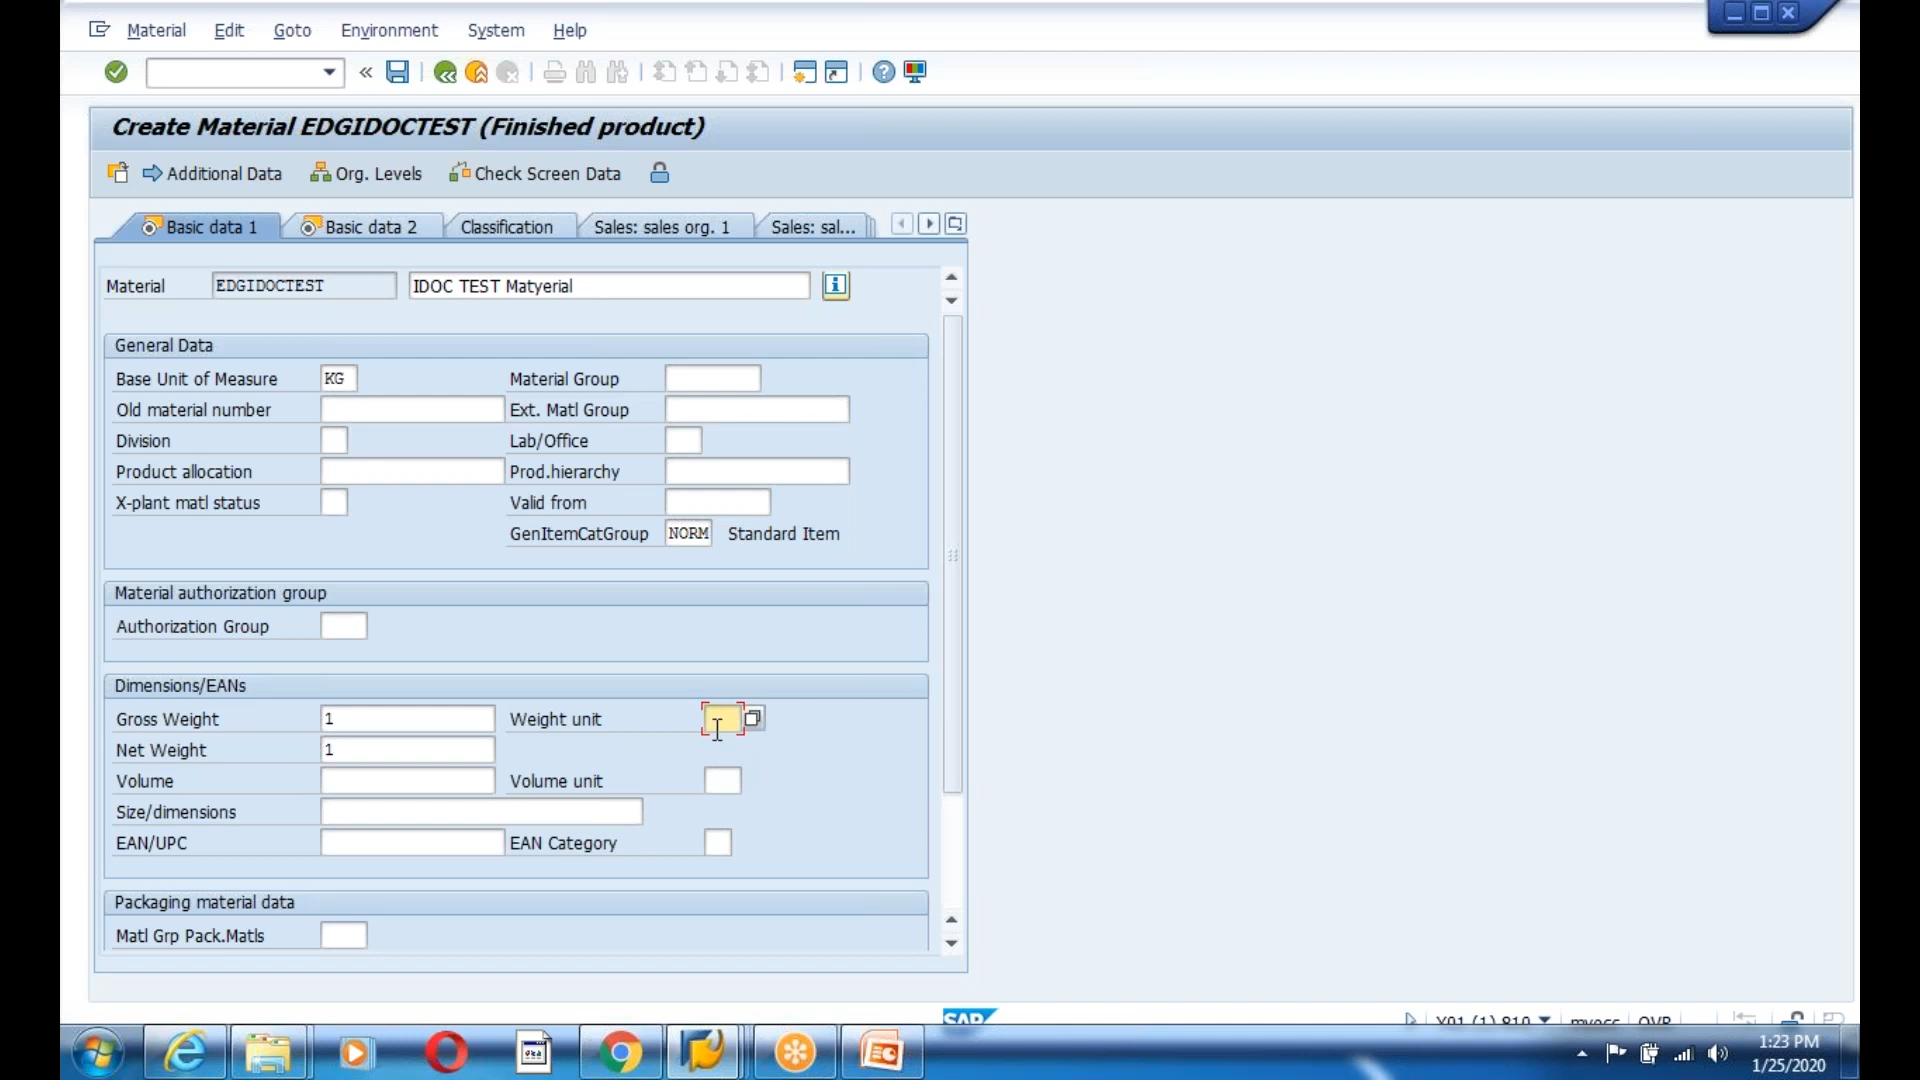 Material Edit Goto Environment System Help
Create Material EDGIDOCTEST (Finished product)
Additional Data Org. Levels Check Screen Data
Basic data 1 Basic data 2 Classification Sales: sales org. 1 Sales: sal...
Material EDGIDOCTEST IDOC TEST Matyerial
General Data
Base Unit of Measure KG Material Group
Old material number Ext. Matl Group
Division Lab/Office
Product allocation Prod.hierarchy
X-plant matl status Valid from
GenItemCatGroup NORM Standard Item
Material authorization group
Authorization Group
Dimensions/EANs
Gross Weight 1 Weight unit
Net Weight 1
Volume Volume unit
Size/dimensions
EAN/UPC EAN Category
Packaging material data
Matl Grp Pack.Matls
SAP
1:23 PM
1/25/2020